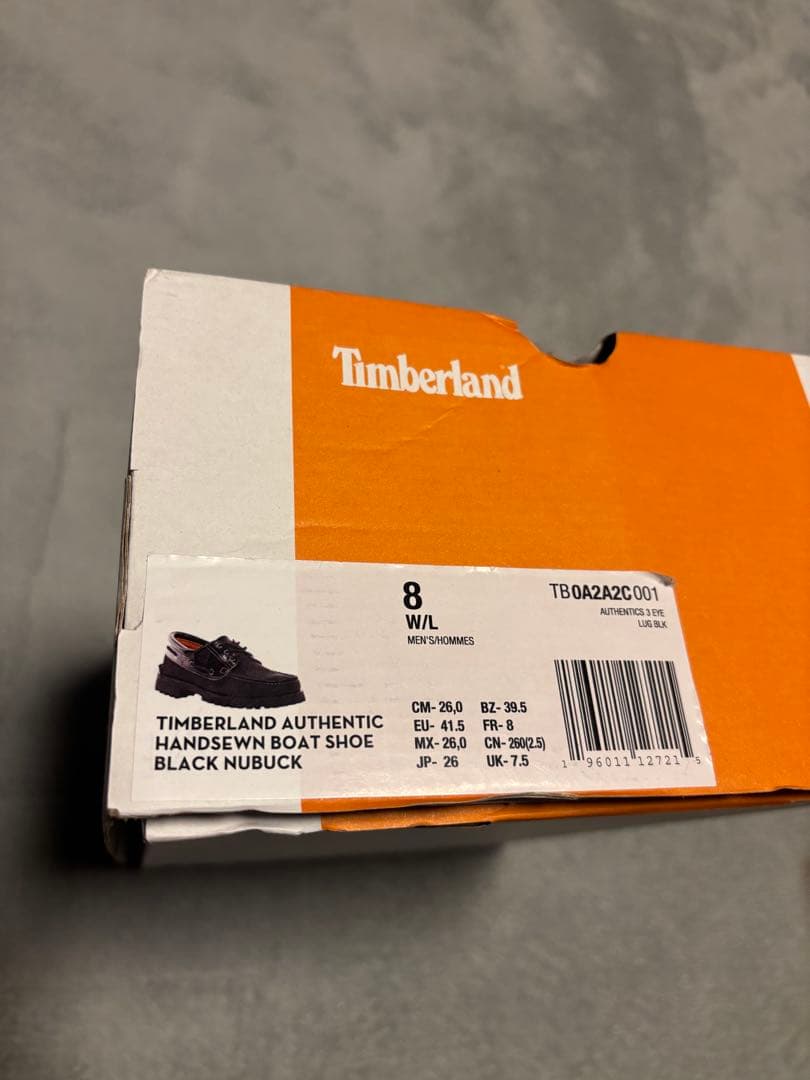 Timberland
8
W/L
MEN'S/HOMMES
TB0A2A2C001
AUTHENTICS 3 EYE
LUG BLK
TIMBERLAND AUTHENTIC
HANDSEWN BOAT SHOE
BLACK NUBUCK
CM- 26,0 BZ- 39.5
EU- 41.5 FR- 8
MX- 26,0 CN- 260(2.5)
JP- 26 UK- 7.5
1 96011 12721 5